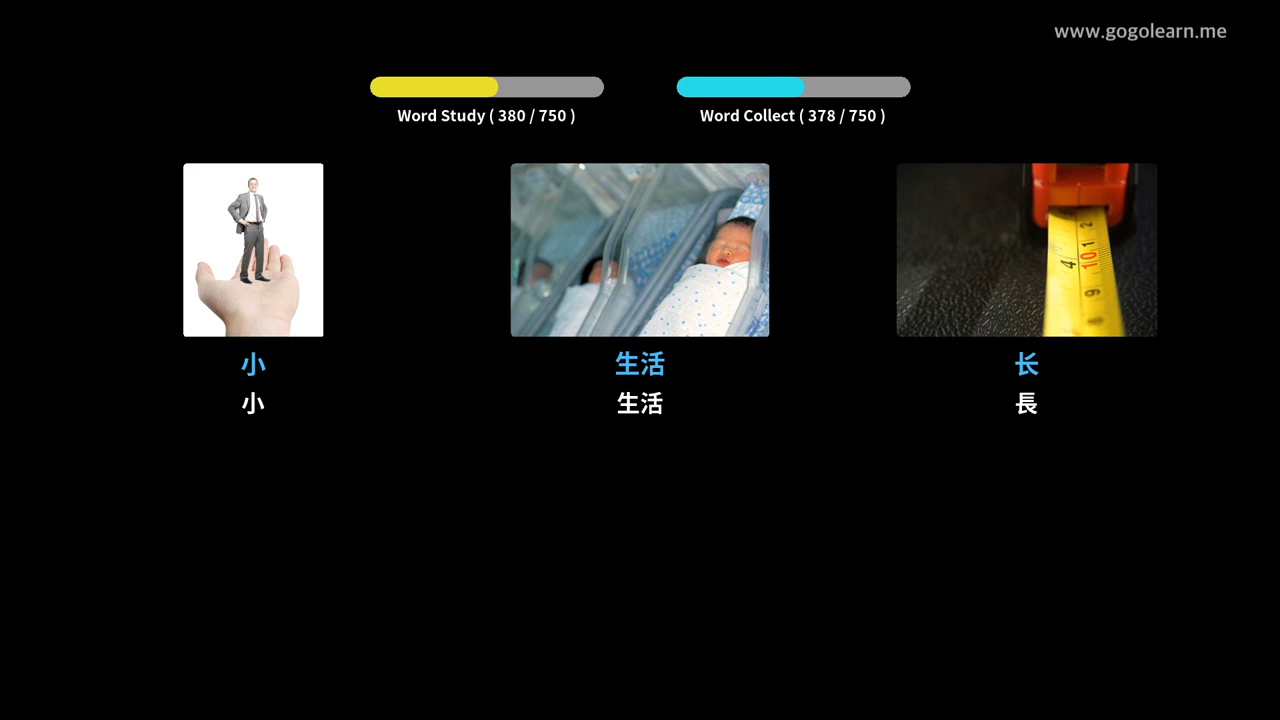 www.gogolearn.me
Word Study ( 380 / 750 )
Word Collect ( 378 / 750 )
小
生活
长
小
生活
長